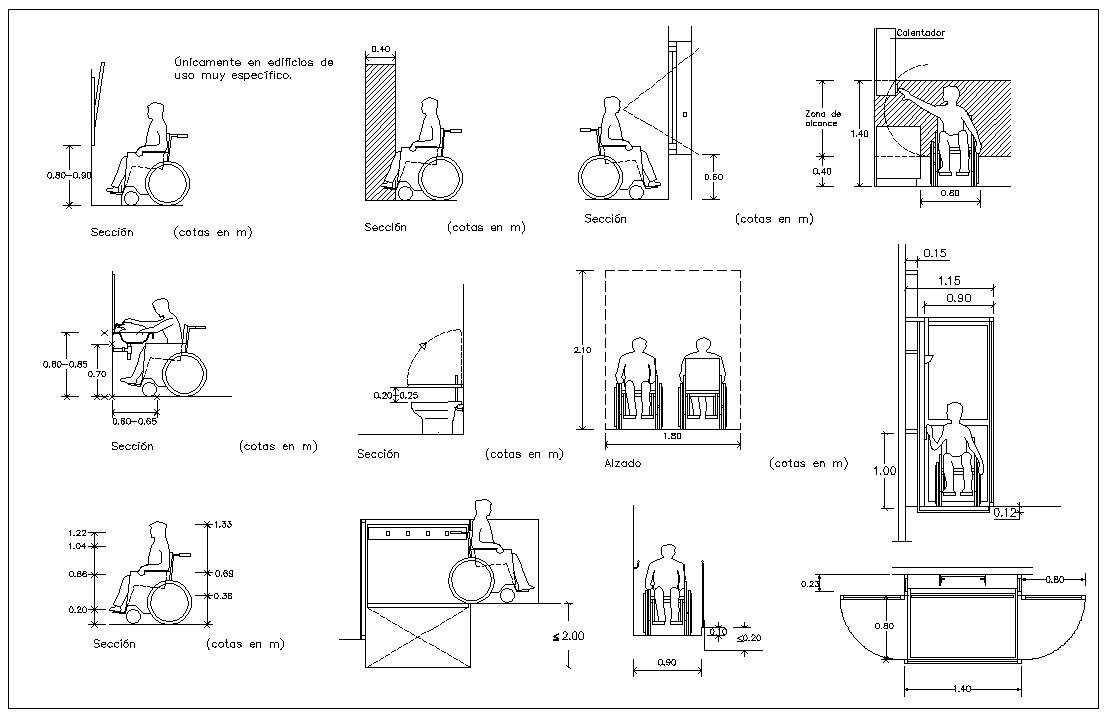 Únicamente en edificios de
uso muy específico.
0.80-0.90
Sección (cotas en m)
0.40
Sección (cotas en m)
0.60
Sección (cotas en m)
Calentador
Zona de
alcance
1.40
0.40
0.80
0.80-0.85
0.70
0.60-0.65
Sección (cotas en m)
0.20-0.25
Sección (cotas en m)
2.10
1.80
Alzado (cotas en m)
0.15
1.15
0.90
1.00
0.12
1.22
1.04
0.66
0.20
1.33
0.69
0.38
Sección (cotas en m)
≤ 2.00
≤0.20
0.90
0.23
0.80
0.80
1.40